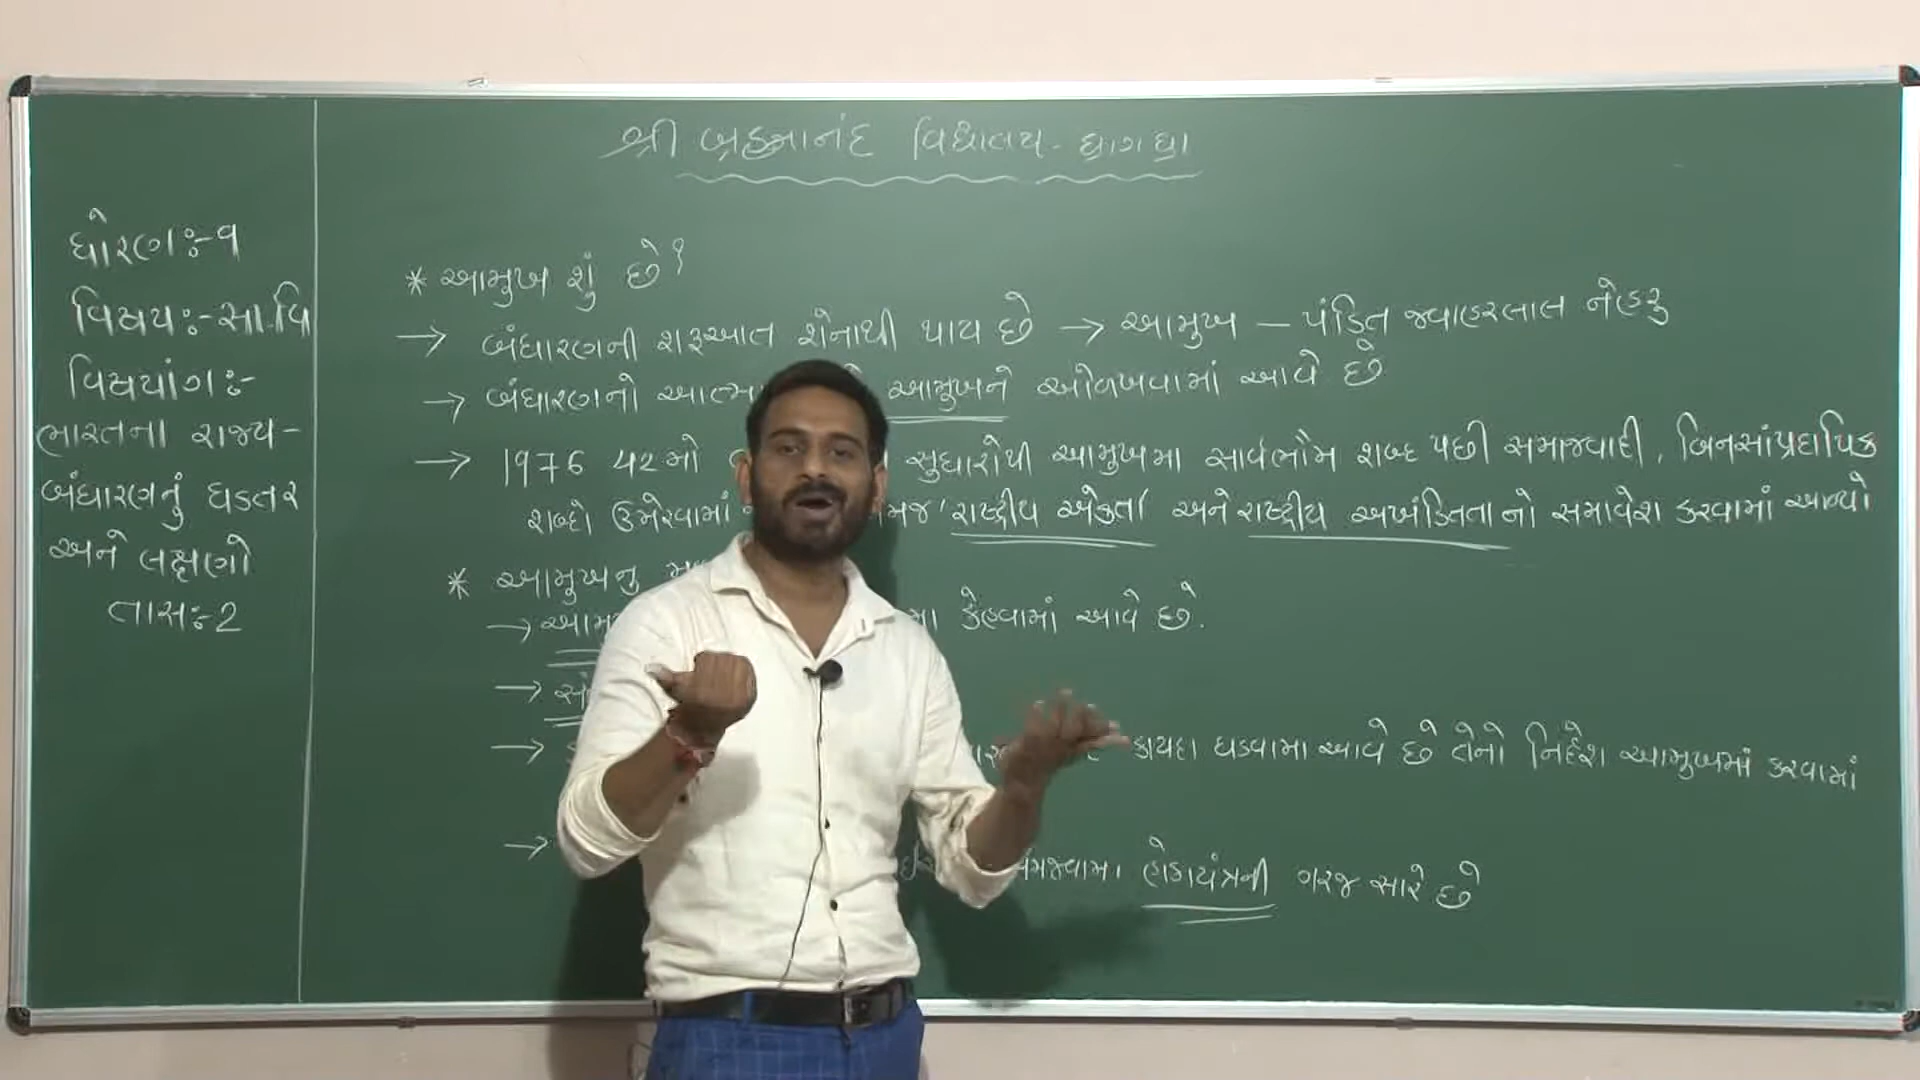 શ્રી બ્રહ્માનંદ વિદ્યાલય - ધ્રાગધ્રા
ધોરણ:-૯
વિષય:-સા.વિ
વિષયાંગ:-
ભારતના રાજ્ય-
બંધારણનું ઘડતર
અને લક્ષણો
તાસ:-2
* આમુખ શું છે?
→ બંધારણની શરૂઆત શેનાથી થાય છે → આમુખ - પંડિત જવાહરલાલ નેહરુ
→ બંધારણનો આત્મા આમુખને ઓળખવામાં આવે છે
→ 1976 42મો સુધારોથી આમુખમા સાર્વભૌમ શબ્દ પછી સમાજવાદી, બિનસાંપ્રદાયિક
શબ્દો ઉમેરવામાં 'રાષ્ટ્રીય એકતા' અને રાષ્ટ્રીય અખંડિતતાનો સમાવેશ કરવામાં આવ્યો
* આમુખનુ
→ કેહવામાં આવે છે.
→
→ કાયદા ઘડવામા આવે છે તેનો નિર્દેશ આમુખમાં કરવામાં
→ સમજવામા હોકાયંત્રની ગરજ સારે છે